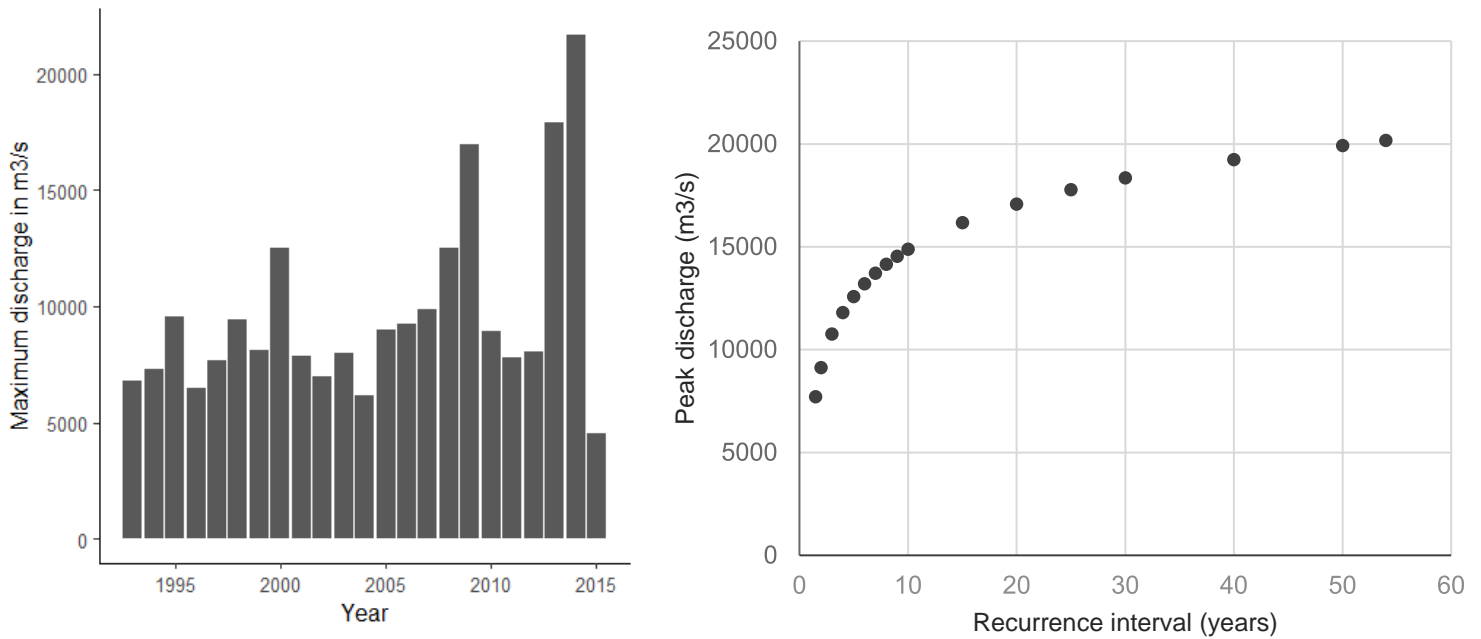 Maximum discharge in m3/s
20000
15000
10000
5000
0
1995 2000 2005 2010 2015
Year
Peak discharge (m3/s)
25000
20000
15000
10000
5000
0
0 10 20 30 40 50 60
Recurrence interval (years)